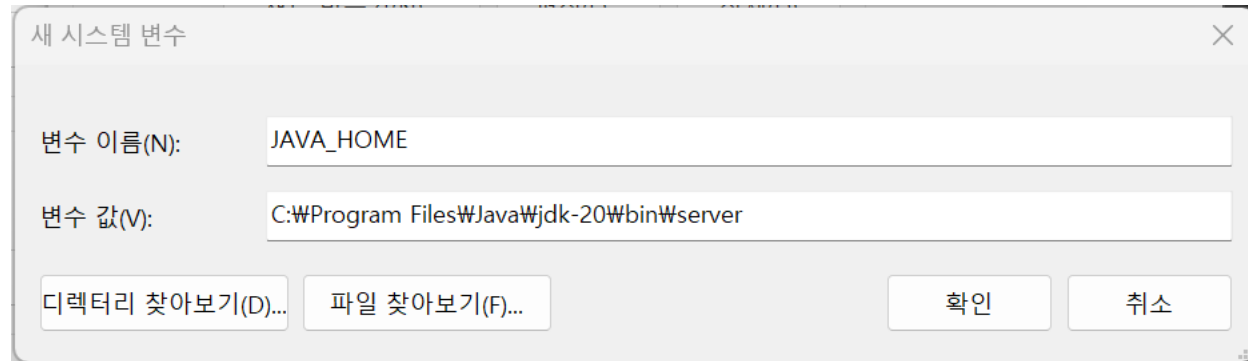 새 시스템 변수
변수 이름(N): JAVA_HOME
변수 값(V): C:₩Program Files₩Java₩jdk-20₩bin₩server
디렉터리 찾아보기(D)... 파일 찾아보기(F)... 확인 취소